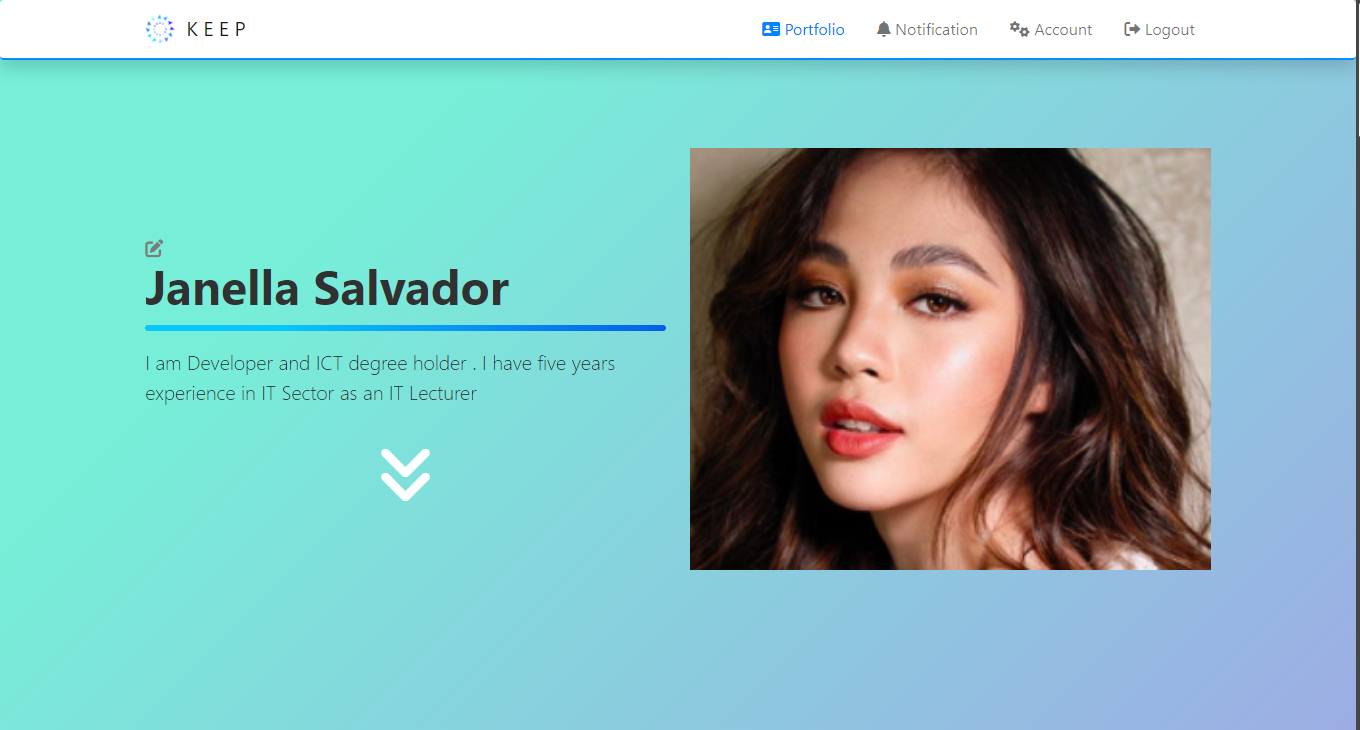 KEEP
Portfolio
Notification
Account
Logout
Janella Salvador
I am Developer and ICT degree holder . I have five years
experience in IT Sector as an IT Lecturer